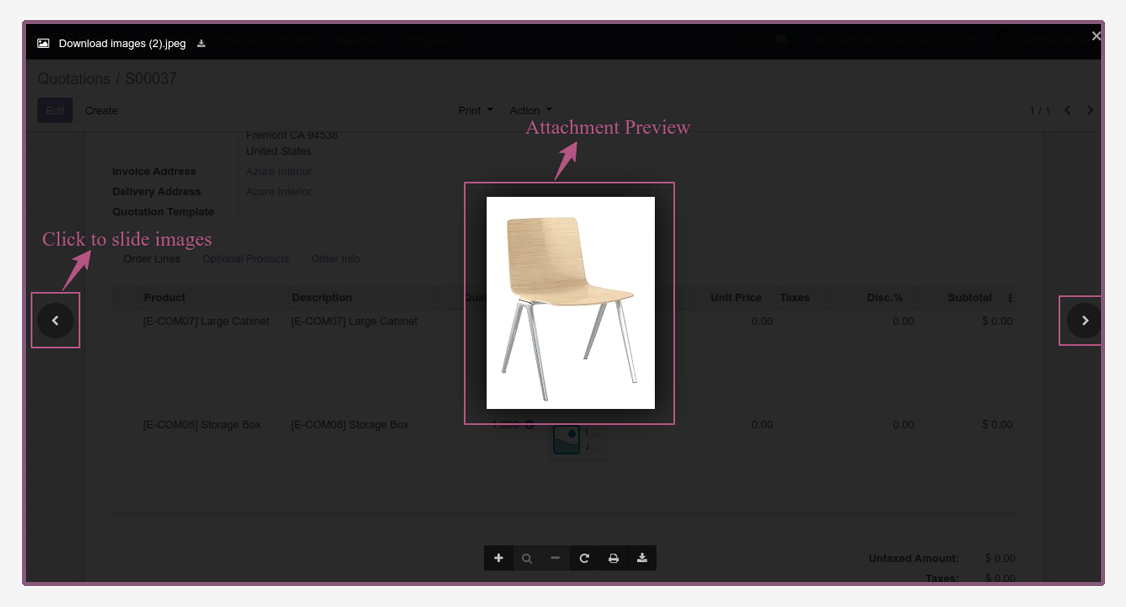 Download images (2).jpeg
Quotations / S00037
Edit Create Print Action 1 / 1
Attachment Preview
Fremont CA 94538
United States
Invoice Address Azure Interior
Delivery Address Azure Interior
Quotation Template
Click to slide images
Order Lines Optional Products Other Info
Product Description Unit Price Taxes Disc.% Subtotal
[E-COM07] Large Cabinet [E-COM07] Large Cabinet 0.00 0.00 $ 0.00
[E-COM08] Storage Box [E-COM08] Storage Box 1.000 0.00 0.00 $ 0.00
Untaxed Amount: $ 0.00
Taxes: $ 0.00